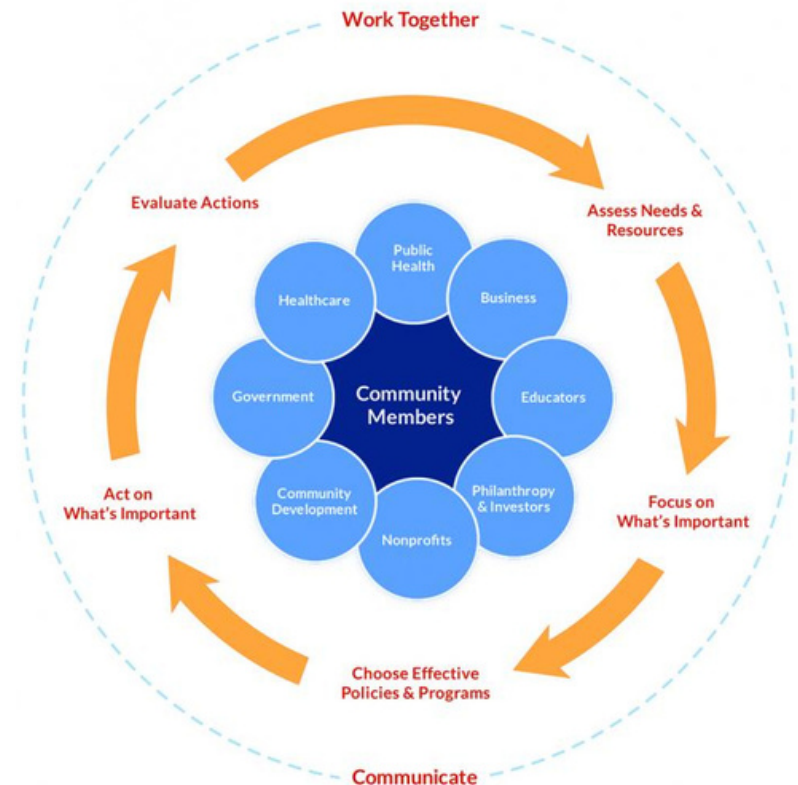 Work Together
Evaluate Actions
Assess Needs &
Resources
Public
Health
Healthcare
Business
Government
Community
Members
Educators
Community
Development
Philanthropy
& Investors
Nonprofits
Act on
What's Important
Focus on
What's Important
Choose Effective
Policies & Programs
Communicate